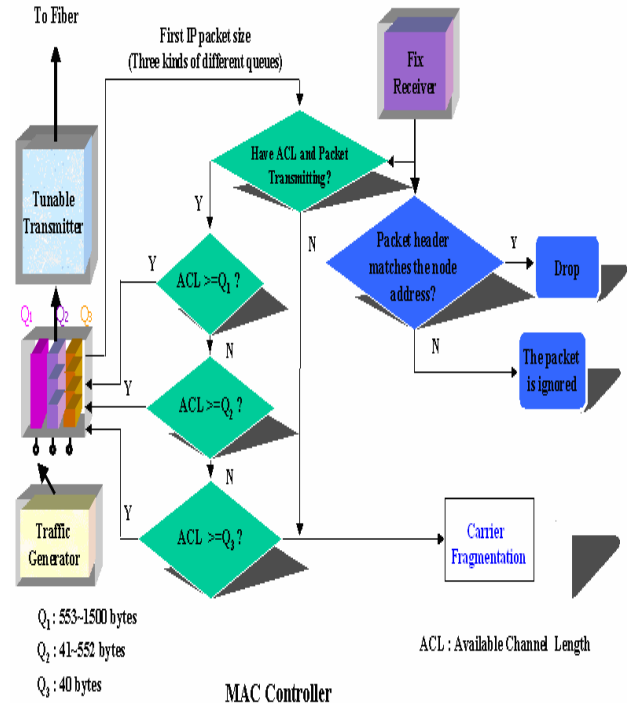 To Fiber
First IP packet size
(Three kinds of different queues)
Fix
Receiver
Have ACL and Packet
Transmitting?
Tunable
Transmitter
Y
N
Packet header
matches the node
address?
Y
Drop
Y
ACL >=Q₁ ?
Q₁
Q₂
Q₃
N
N
The packet
is ignored
Y
ACL >=Q₂ ?
N
Traffic
Generator
Y
ACL >=Q₃ ?
Carrier
Fragmentation
Q₁ : 553~1500 bytes
Q₂ : 41~552 bytes
Q₃ : 40 bytes
ACL : Available Channel Length
MAC Controller